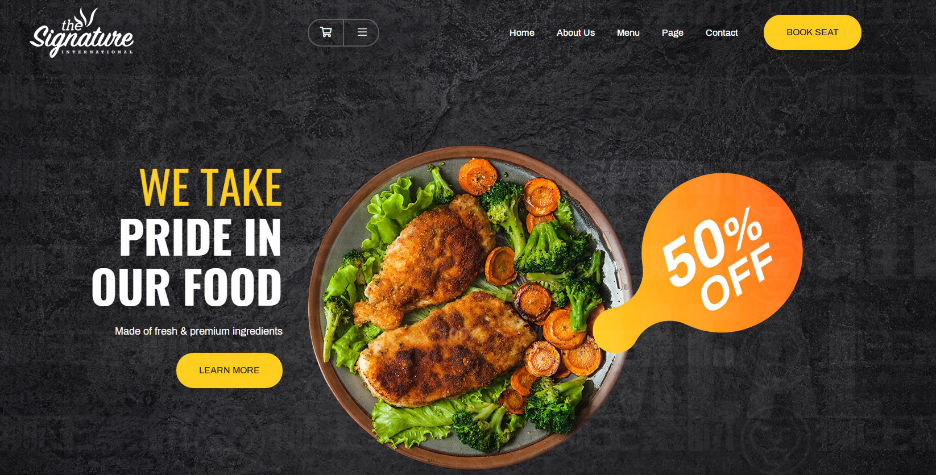 the
Signature
INTERNATIONAL
Home About Us Menu Page Contact BOOK SEAT
WE TAKE
PRIDE IN
OUR FOOD
Made of fresh & premium ingredients
LEARN MORE
50%
OFF